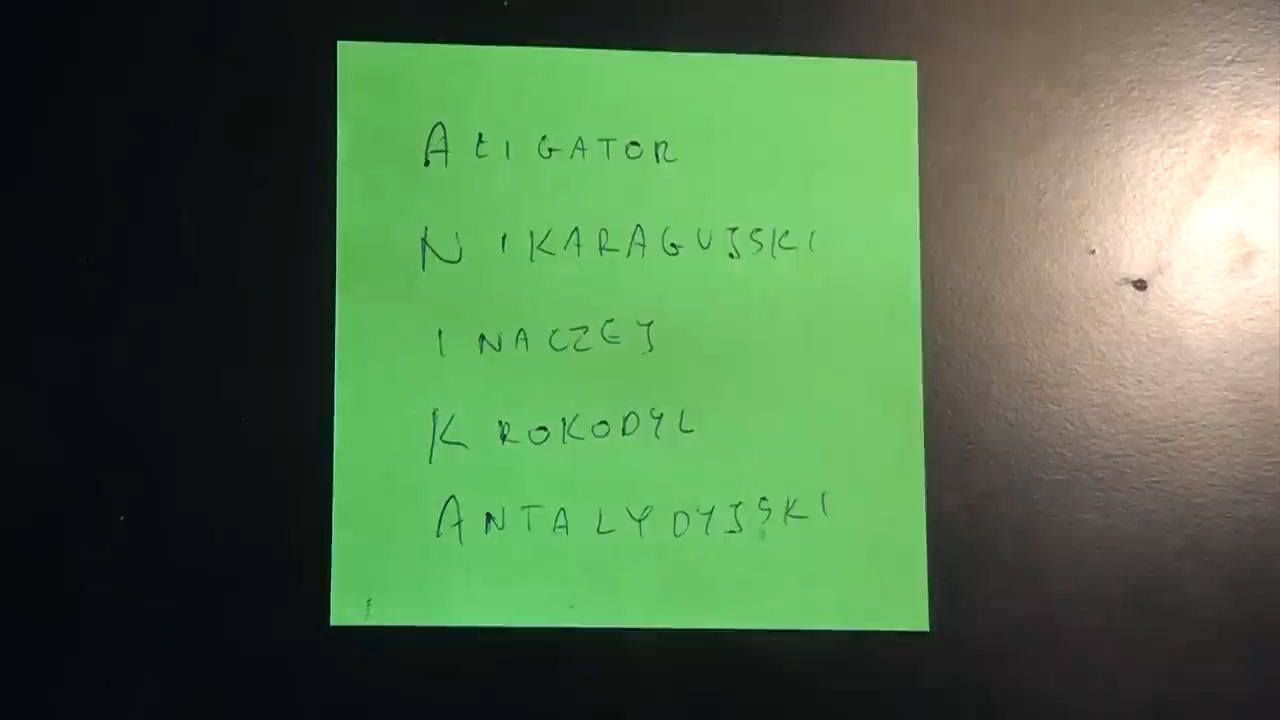 ALIGATOR
NIKARAGUJSKI
INACZEJ
KROKODYL
ANTALYDYJSKI